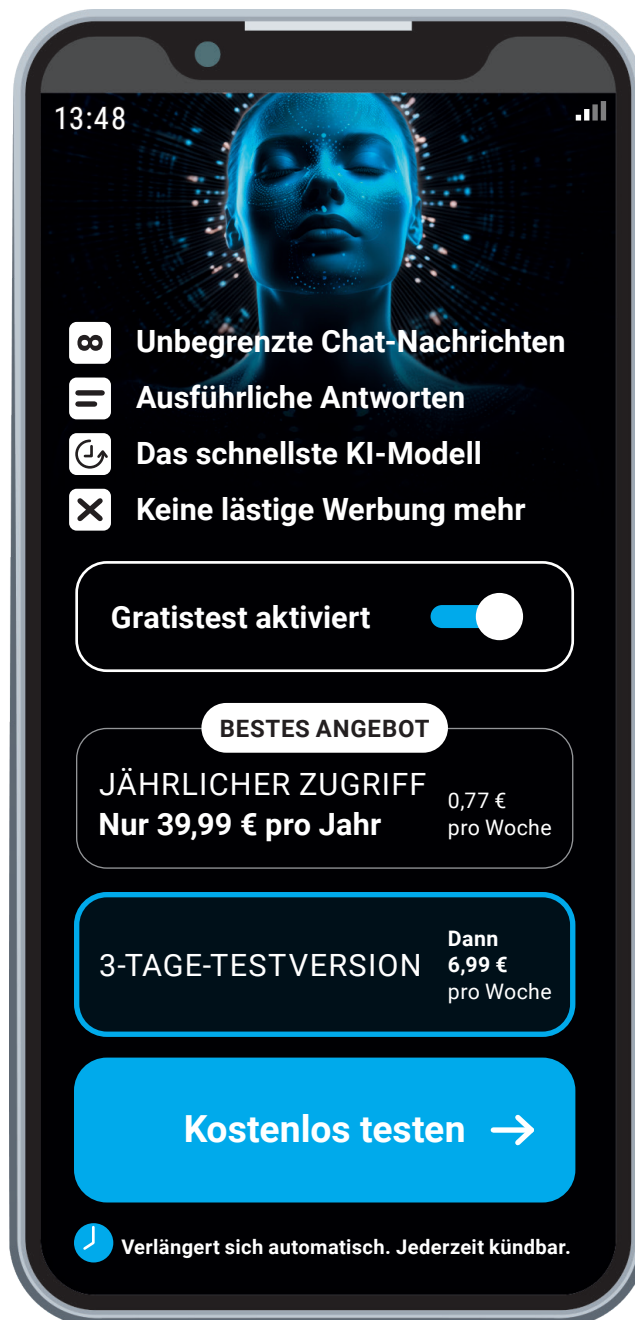 13:48
∞ Unbegrenzte Chat-Nachrichten
Ausführliche Antworten
Das schnellste KI-Modell
Keine lästige Werbung mehr
Gratistest aktiviert
BESTES ANGEBOT
JÄHRLICHER ZUGRIFF
Nur 39,99 € pro Jahr
0,77 €
pro Woche
3-TAGE-TESTVERSION
Dann
6,99 €
pro Woche
Kostenlos testen →
Verlängert sich automatisch. Jederzeit kündbar.